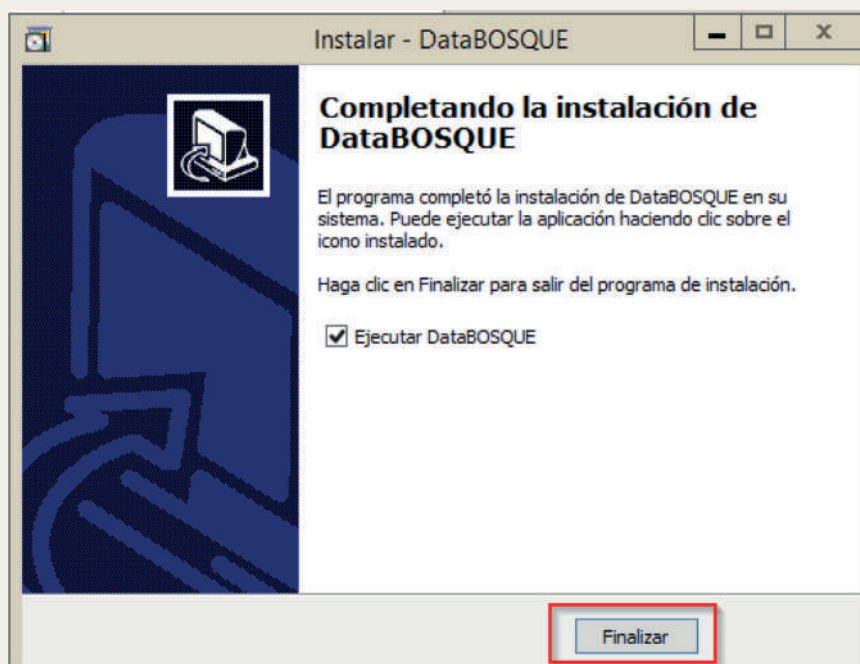 Instalar - DataBOSQUE
Completando la instalación de
DataBOSQUE
El programa completó la instalación de DataBOSQUE en su
sistema. Puede ejecutar la aplicación haciendo clic sobre el
icono instalado.
Haga clic en Finalizar para salir del programa de instalación.
Ejecutar DataBOSQUE
Finalizar